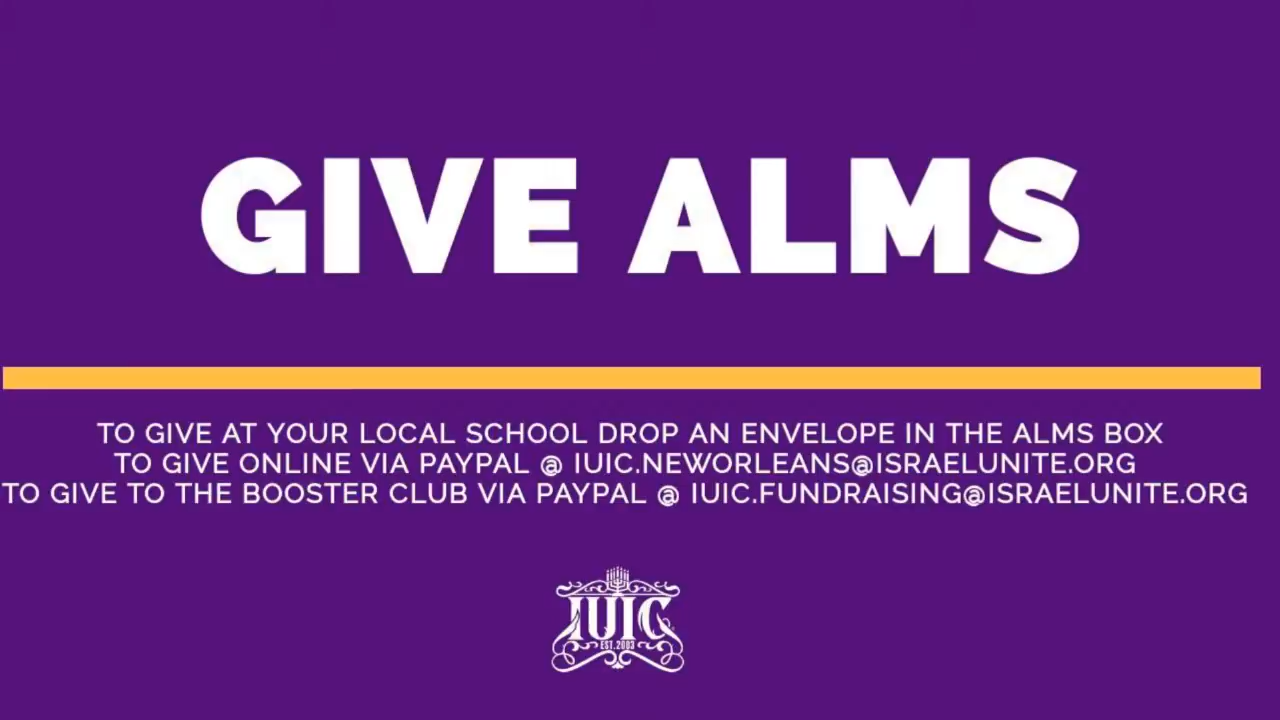 GIVE ALMS
TO GIVE AT YOUR LOCAL SCHOOL DROP AN ENVELOPE IN THE ALMS BOX
TO GIVE ONLINE VIA PAYPAL @ IUIC.NEWORLEANS@ISRAELUNITE.ORG
TO GIVE TO THE BOOSTER CLUB VIA PAYPAL @ IUIC.FUNDRAISING@ISRAELUNITE.ORG
IUIC
EST. 2003